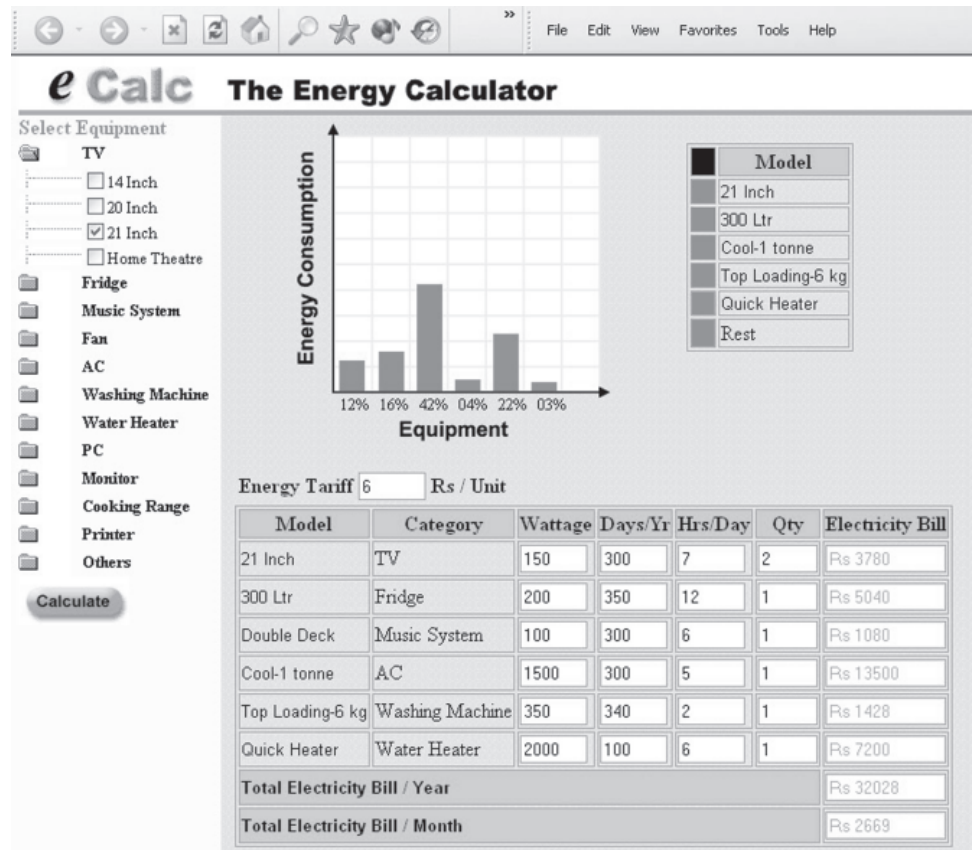 »
File Edit View Favorites Tools Help
e Calc The Energy Calculator
Select Equipment
TV
14 Inch
20 Inch
21 Inch
Home Theatre
Fridge
Music System
Fan
AC
Washing Machine
Water Heater
PC
Monitor
Cooking Range
Printer
Others
Calculate
Energy Consumption
12% 16% 42% 04% 22% 03%
Equipment
Model
21 Inch
300 Ltr
Cool-1 tonne
Top Loading-6 kg
Quick Heater
Rest
Energy Tariff 6 Rs / Unit
Model Category Wattage Days/Yr Hrs/Day Qty Electricity Bill
21 Inch TV 150 300 7 2 Rs 3780
300 Ltr Fridge 200 350 12 1 Rs 5040
Double Deck Music System 100 300 6 1 Rs 1080
Cool-1 tonne AC 1500 300 5 1 Rs 13500
Top Loading-6 kg Washing Machine 350 340 2 1 Rs 1428
Quick Heater Water Heater 2000 100 6 1 Rs 7200
Total Electricity Bill / Year Rs 32028
Total Electricity Bill / Month Rs 2669